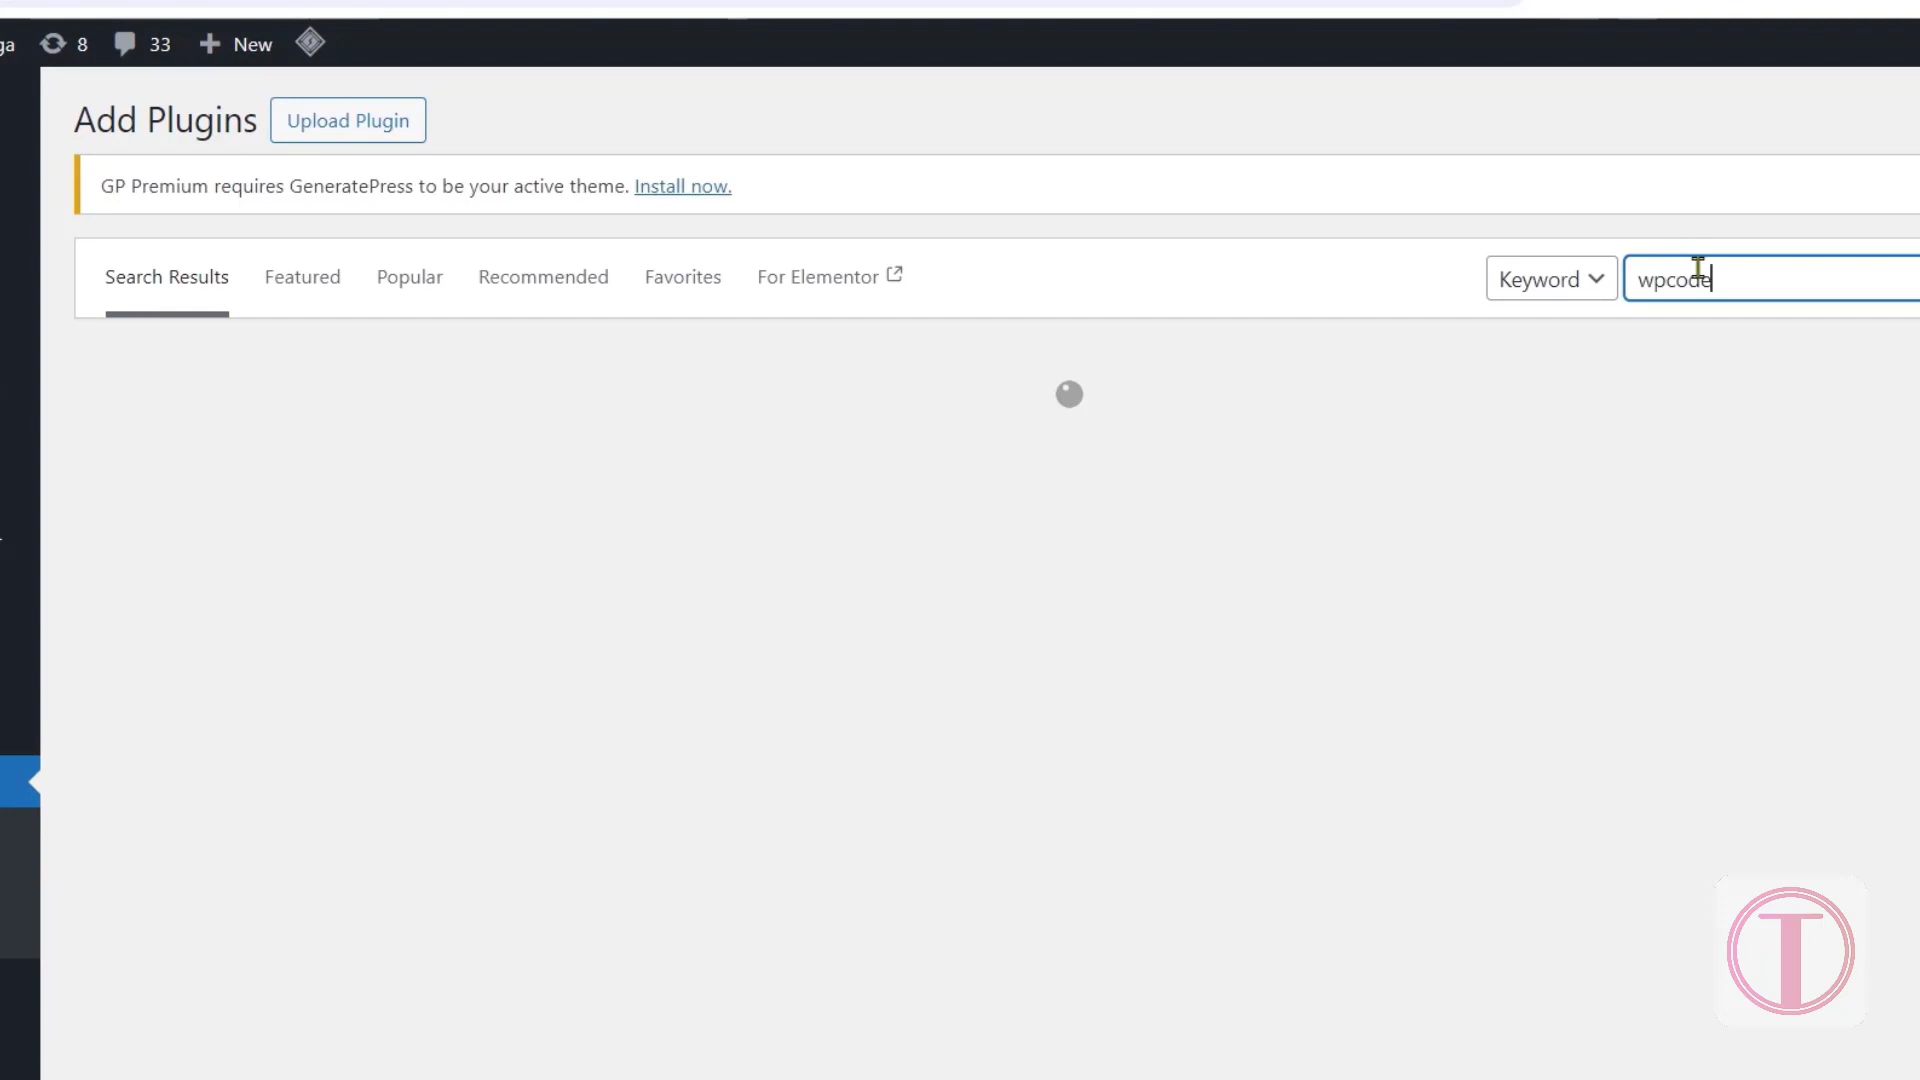 ga 8 33 New
Add Plugins Upload Plugin
GP Premium requires GeneratePress to be your active theme. Install now.
Search Results Featured Popular Recommended Favorites For Elementor Keyword wpcode
T